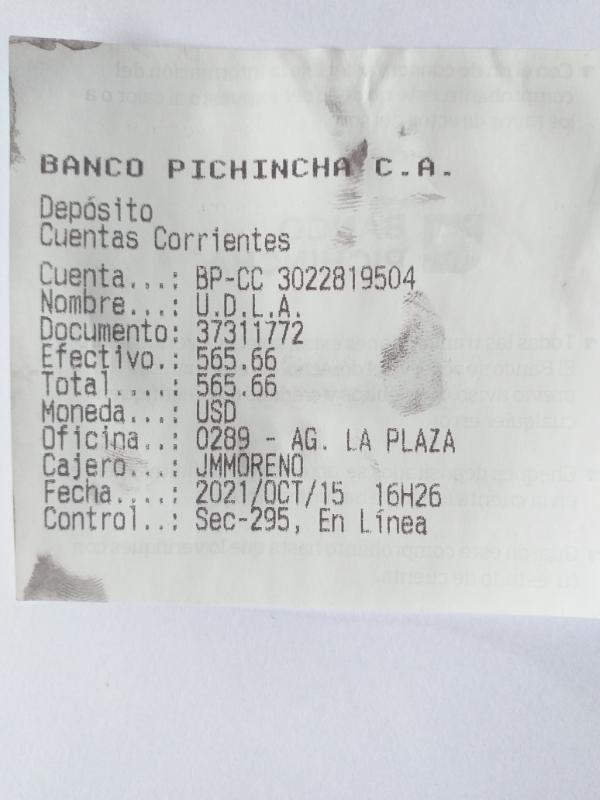 BANCO PICHINCHA C.A.
Depósito
Cuentas Corrientes
Cuenta...: BP-CC 3022819504
Nombre...: U.D.L.A.
Documento: 37311772
Efectivo.: 565.66
Total....: 565.66
Moneda...: USD
Oficina..: 0289 - AG. LA PLAZA
Cajero...: JMMORENO
Fecha....: 2021/OCT/15 16H26
Control..: Sec-295, En Línea